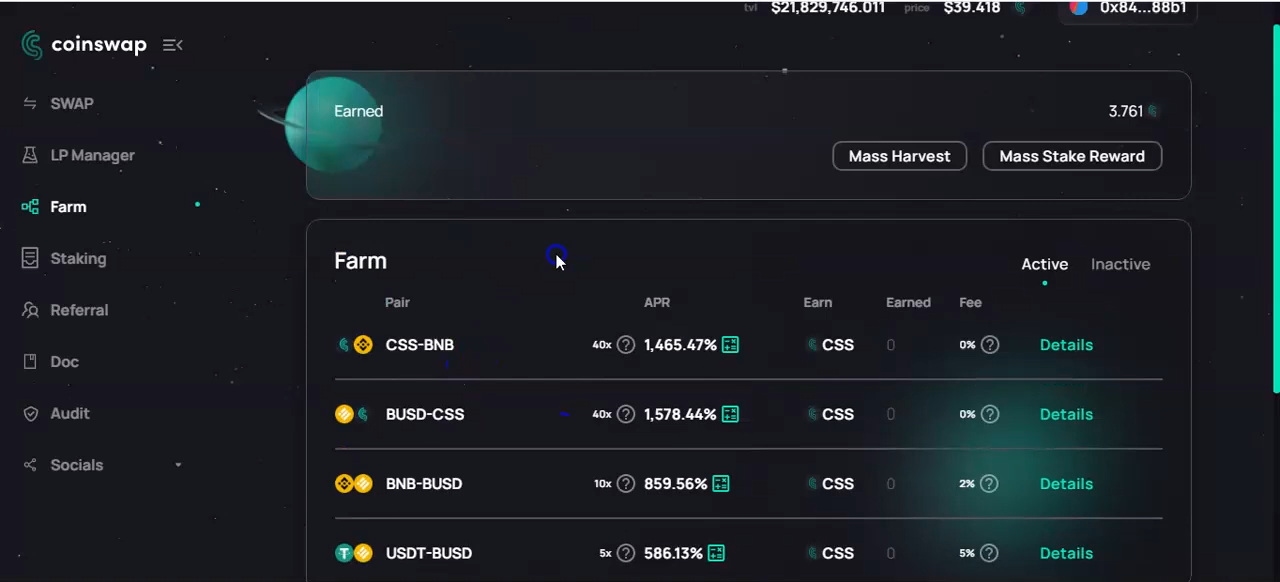 tvl $21,829,746.011 price $39.418 0x84...88b1
coinswap
SWAP
LP Manager
Farm
Staking
Referral
Doc
Audit
Socials
Earned 3.761
Mass Harvest Mass Stake Reward
Farm Active Inactive
Pair APR Earn Earned Fee
CSS-BNB 40x ? 1,465.47% CSS 0 0% ? Details
BUSD-CSS 40x ? 1,578.44% CSS 0 0% ? Details
BNB-BUSD 10x ? 859.56% CSS 0 2% ? Details
USDT-BUSD 5x ? 586.13% CSS 0 5% ? Details